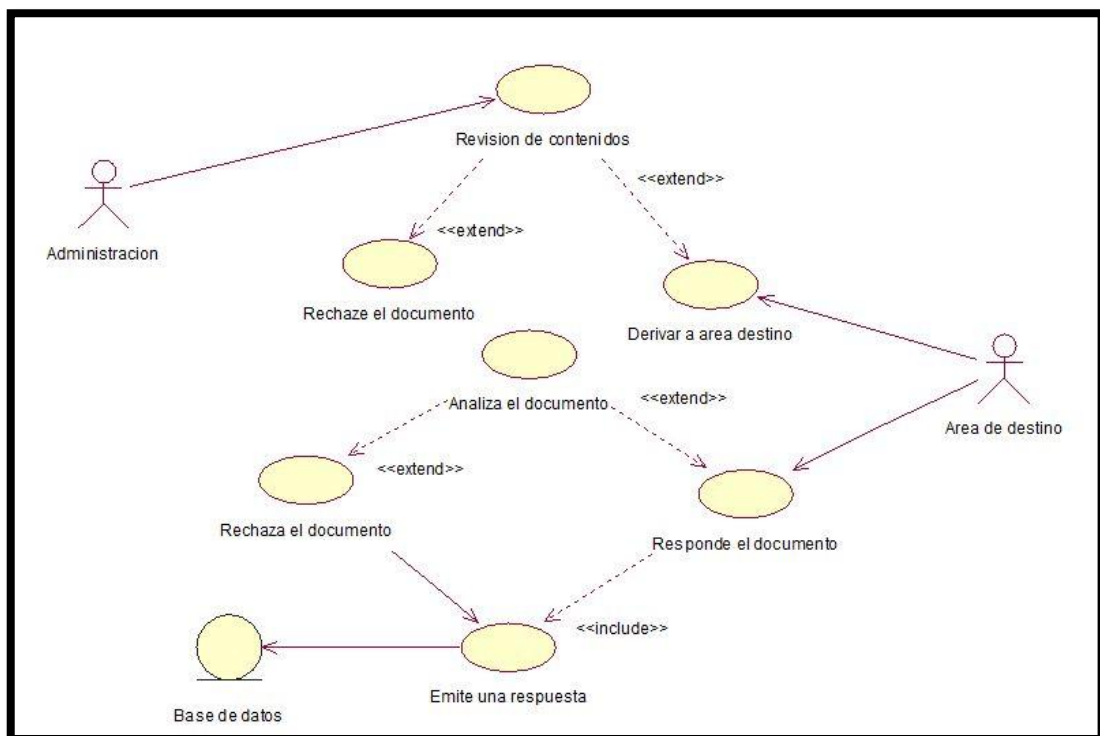 Revision de contenidos
<<extend>>
<<extend>>
Administracion
Rechaze el documento
Derivar a area destino
Analiza el documento
<<extend>>
Area de destino
<<extend>>
Rechaza el documento
Responde el documento
<<include>>
Emite una respuesta
Base de datos